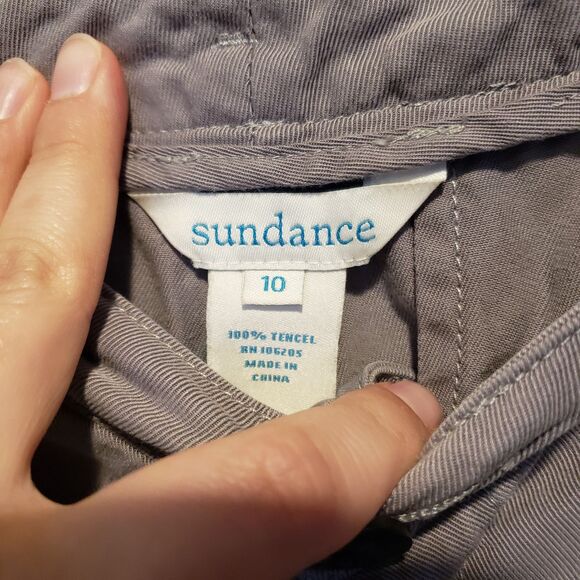 sundance
10
100% TENCEL
RN 106205
MADE IN
CHINA